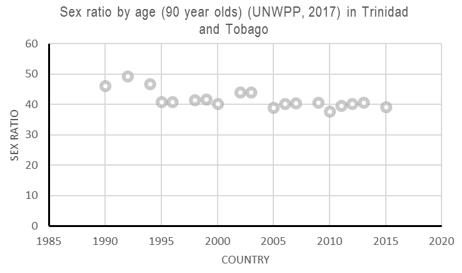 Sex ratio by age (90 year olds) (UNWPP, 2017) in Trinidad
and Tobago
60
50
40
30
20
10
0
SEX RATIO
1985 1990 1995 2000 2005 2010 2015 2020
COUNTRY